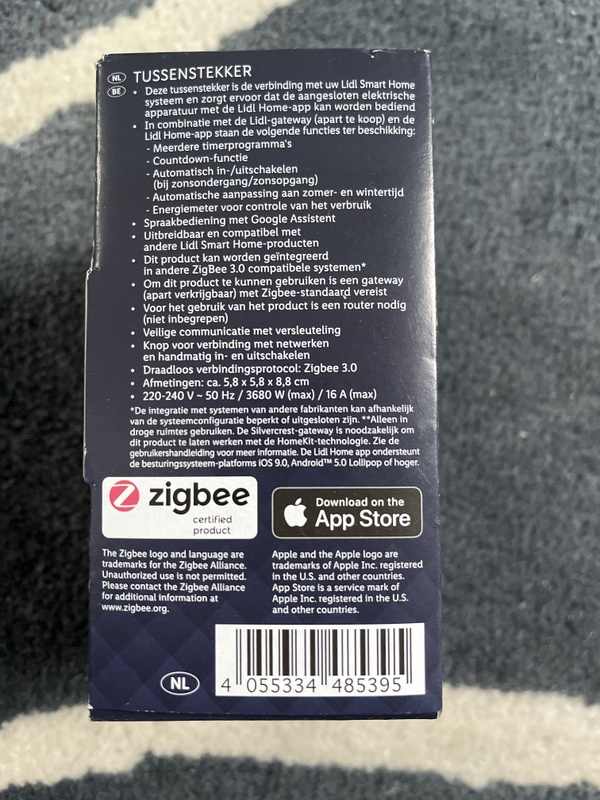 NL TUSSENSTEKKER
BE • Deze tussenstekker is de verbinding met uw Lidl Smart Home
systeem en zorgt ervoor dat de aangesloten elektrische
apparatuur met de Lidl Home-app kan worden bediend
• In combinatie met de Lidl-gateway (apart te koop) en de
Lidl Home-app staan de volgende functies ter beschikking:
- Meerdere timerprogramma's
- Countdown-functie
- Automatisch in-/uitschakelen
(bij zonsondergang/zonsopgang)
- Automatische aanpassing aan zomer- en wintertijd
- Energiemeter voor controle van het verbruik
• Spraakbediening met Google Assistent
• Uitbreidbaar en compatibel met
andere Lidl Smart Home-producten
• Dit product kan worden geïntegreerd
in andere ZigBee 3.0 compatibele systemen*
• Om dit product te kunnen gebruiken is een gateway
(apart verkrijgbaar) met Zigbee-standaard vereist
• Voor het gebruik van het product is een router nodig
(niet inbegrepen)
• Veilige communicatie met versleuteling
• Knop voor verbinding met netwerken
en handmatig in- en uitschakelen
• Draadloos verbindingsprotocol: Zigbee 3.0
• Afmetingen: ca. 5,8 x 5,8 x 8,8 cm
• 220-240 V ~ 50 Hz / 3680 W (max) / 16 A (max)
*De integratie met systemen van andere fabrikanten kan afhankelijk
van de systeemconfiguratie beperkt of uitgesloten zijn. **Alleen in
droge ruimtes gebruiken. De Silvercrest-gateway is noodzakelijk om
dit product te laten werken met de HomeKit-technologie. Zie de
gebruikershandleiding voor meer informatie. De Lidl Home app ondersteunt
de besturingssysteem-platforms iOS 9.0, Android™ 5.0 Lollipop of hoger.
zigbee
certified
product
Download on the
App Store
The Zigbee logo and language are
trademarks for the Zigbee Alliance.
Unauthorized use is not permitted.
Please contact the Zigbee Alliance
for additional information at
www.zigbee.org.
Apple and the Apple logo are
trademarks of Apple Inc. registered
in the U.S. and other countries.
App Store is a service mark of
Apple Inc. registered in the U.S.
and other countries.
NL
4 055334 485395